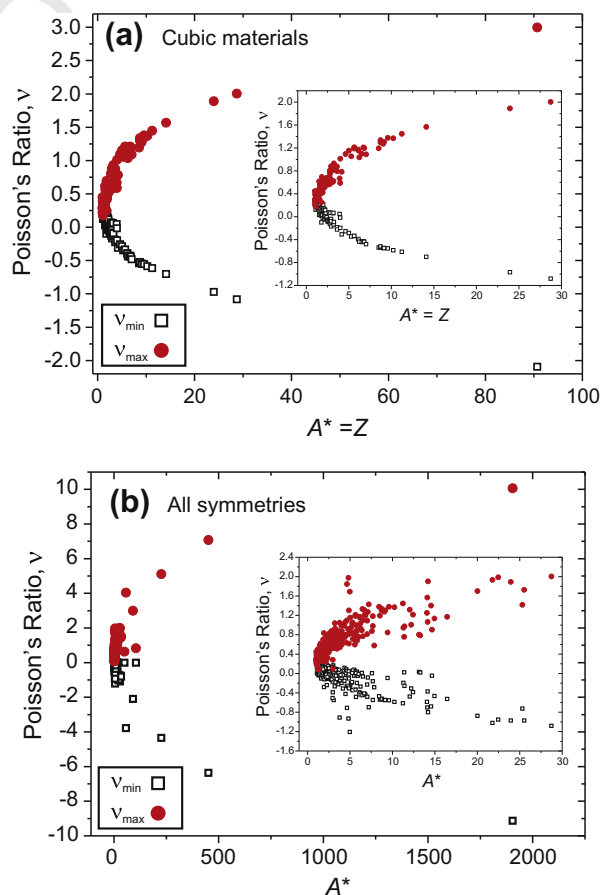 (a) Cubic materials
Poisson's Ratio, ν
3.0
2.5
2.0
1.5
1.0
0.5
0.0
-0.5
-1.0
-1.5
-2.0
0 20 40 60 80 100
A* =Z
νmin
νmax
Poisson's Ratio, ν
2.0
1.6
1.2
0.8
0.4
0.0
-0.4
-0.8
-1.2
0 5 10 15 20 25 30
A* = Z
(b) All symmetries
Poisson's Ratio, ν
10
8
6
4
2
0
-2
-4
-6
-8
-10
0 500 1000 1500 2000
A*
νmin
νmax
Poisson's Ratio, ν
2.4
2.0
1.6
1.2
0.8
0.4
0.0
-0.4
-0.8
-1.2
-1.6
0 5 10 15 20 25 30
A*